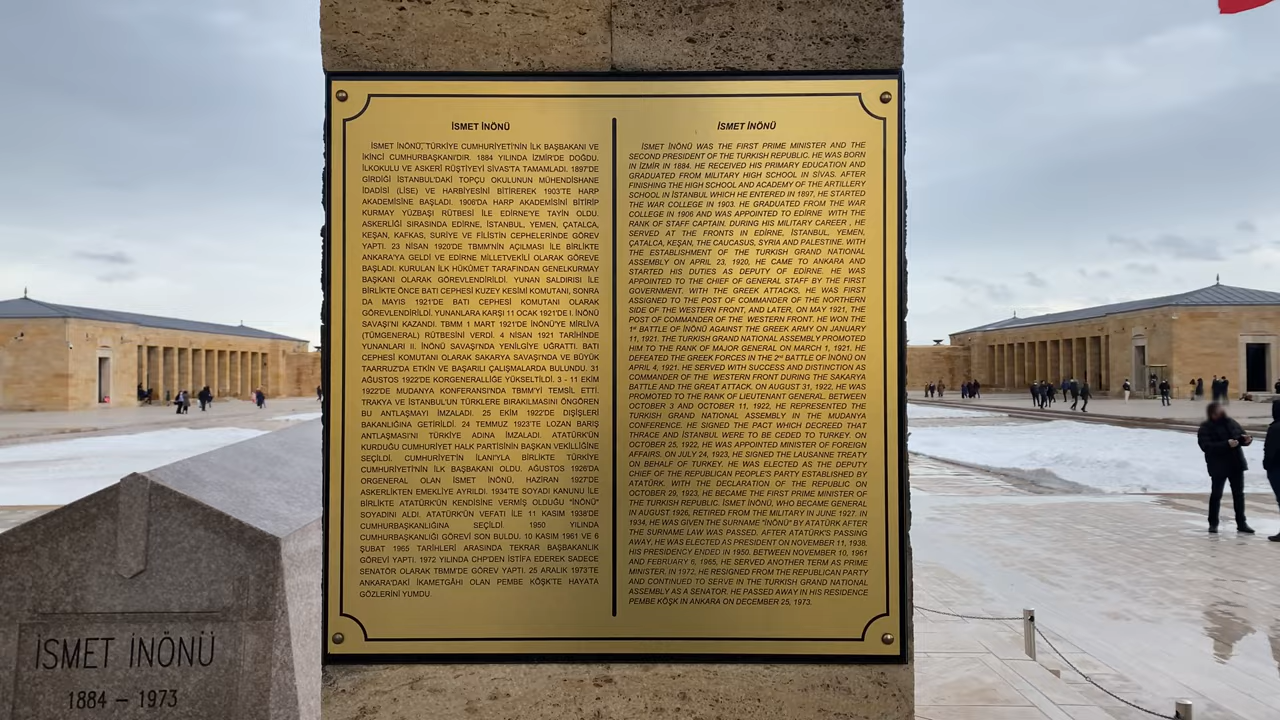 İSMET İNÖNÜ
İSMET İNÖNÜ, TÜRKİYE CUMHURİYETİ'NİN İLK BAŞBAKANI VE
İKİNCİ CUMHURBAŞKANI'DIR. 1884 YILINDA İZMİR'DE DOĞDU.
İLKOKULU VE ASKERİ RÜŞTİYEYİ SİVAS'TA TAMAMLADI. 1897'DE
GİRDİĞİ İSTANBUL'DAKİ TOPÇU OKULUNUN MÜHENDİSHANE
İDADİSİ (LİSE) VE HARBİYESİNİ BİTİREREK 1903'TE HARP
AKADEMİSİNE BAŞLADI. 1906'DA HARP AKADEMİSİNİ BİTİRİP
KURMAY YÜZBAŞI RÜTBESİ İLE EDİRNE'YE TAYİN OLDU.
ASKERLİĞİ SIRASINDA EDİRNE, İSTANBUL, YEMEN, ÇATALCA,
KEŞAN, KAFKAS, SURİYE VE FİLİSTİN CEPHELERİNDE GÖREV
YAPTI. 23 NİSAN 1920'DE TBMM'NİN AÇILMASI İLE BİRLİKTE
ANKARA'YA GELDİ VE EDİRNE MİLLETVEKİLİ OLARAK GÖREVE
BAŞLADI. KURULAN İLK HÜKÛMET TARAFINDAN GENELKURMAY
BAŞKANI OLARAK GÖREVLENDİRİLDİ. YUNAN SALDIRISI İLE
BİRLİKTE ÖNCE BATI CEPHESİ KUZEY KESİMİ KOMUTANI, SONRA
DA MAYIS 1921'DE BATI CEPHESİ KOMUTANI OLARAK
GÖREVLENDİRİLDİ. YUNANLARA KARŞI 11 OCAK 1921'DE I. İNÖNÜ
SAVAŞINI KAZANDI. TBMM 1 MART 1921'DE İNÖNÜ'YE MİRLİVA
(TÜMGENERAL) RÜTBESİNİ VERDİ. 4 NİSAN 1921 TARİHİNDE
YUNANLARI II. İNÖNÜ SAVAŞINDA YENİLGİYE UĞRATTI. BATI
CEPHESİ KOMUTANI OLARAK SAKARYA SAVAŞI'NDA VE BÜYÜK
TAARRUZ'DA ETKİN VE BAŞARILI ÇALIŞMALARDA BULUNDU. 31
AĞUSTOS 1922'DE KORGENERALLİĞE YÜKSELTİLDİ. 3 - 11 EKİM
1922'DE MUDANYA KONFERANSINDA TBMM'Yİ TEMSİL ETTİ.
TRAKYA VE İSTANBUL'UN TÜRKLERE BIRAKILMASINI ÖNGÖREN
BU ANTLAŞMAYI İMZALADI. 25 EKİM 1922'DE DIŞİŞLERİ
BAKANLIĞINA GETİRİLDİ. 24 TEMMUZ 1923'TE LOZAN BARIŞ
ANTLAŞMASINI TÜRKİYE ADINA İMZALADI. ATATÜRK'ÜN
KURDUĞU CUMHURİYET HALK PARTİSİNİN BAŞKAN VEKİLLİĞİNE
SEÇİLDİ. CUMHURİYET'İN İLANI'YLA BİRLİKTE TÜRKİYE
CUMHURİYETİ'NİN İLK BAŞBAKANI OLDU. AĞUSTOS 1926'DA
ORGENERAL OLAN İSMET İNÖNÜ, HAZİRAN 1927'DE
ASKERLİKTEN EMEKLİYE AYRILDI. 1934'TE SOYADI KANUNU İLE
BİRLİKTE ATATÜRK'ÜN KENDİSİNE VERMİŞ OLDUĞU "İNÖNÜ"
SOYADINI ALDI. ATATÜRK'ÜN VEFATI İLE 11 KASIM 1938'DE
CUMHURBAŞKANLIĞINA SEÇİLDİ. 1950 YILINDA
CUMHURBAŞKANLIĞI GÖREVİ SON BULDU. 10 KASIM 1961 VE 6
ŞUBAT 1965 TARİHLERİ ARASINDA TEKRAR BAŞBAKANLIK
GÖREVİ YAPTI. 1972 YILINDA CHP'DEN İSTİFA EDEREK SADECE
SENATÖR OLARAK TBMM'DE GÖREV YAPTI. 25 ARALIK 1973'TE
ANKARA'DAKİ İKAMETGÂHI OLAN PEMBE KÖŞK'TE HAYATA
GÖZLERİNİ YUMDU.
İSMET İNÖNÜ
İSMET İNÖNÜ WAS THE FIRST PRIME MINISTER AND THE
SECOND PRESIDENT OF THE TURKISH REPUBLIC. HE WAS BORN
IN İZMİR IN 1884. HE RECEIVED HIS PRIMARY EDUCATION AND
GRADUATED FROM MILITARY HIGH SCHOOL IN SİVAS. AFTER
FINISHING THE HIGH SCHOOL AND ACADEMY OF THE ARTILLERY
SCHOOL IN İSTANBUL WHICH HE ENTERED IN 1897, HE STARTED
THE WAR COLLEGE IN 1903. HE GRADUATED FROM THE WAR
COLLEGE IN 1906 AND WAS APPOINTED TO EDİRNE WITH THE
RANK OF STAFF CAPTAIN. DURING HIS MILITARY CAREER , HE
SERVED AT THE FRONTS IN EDİRNE, İSTANBUL, YEMEN,
ÇATALCA, KEŞAN, THE CAUCASUS, SYRIA AND PALESTINE. WITH
THE ESTABLISHMENT OF THE TURKISH GRAND NATIONAL
ASSEMBLY ON APRIL 23, 1920, HE CAME TO ANKARA AND
STARTED HIS DUTIES AS DEPUTY OF EDİRNE. HE WAS
APPOINTED TO THE CHIEF OF GENERAL STAFF BY THE FIRST
GOVERNMENT. WITH THE GREEK ATTACKS, HE WAS FIRST
ASSIGNED TO THE POST OF COMMANDER OF THE NORTHERN
SIDE OF THE WESTERN FRONT, AND LATER, ON MAY 1921, THE
POST OF COMMANDER OF THE WESTERN FRONT. HE WON THE
1st BATTLE OF İNÖNÜ AGAINST THE GREEK ARMY ON JANUARY
11, 1921. THE TURKISH GRAND NATIONAL ASSEMBLY PROMOTED
HIM TO THE RANK OF MAJOR GENERAL ON MARCH 1, 1921. HE
DEFEATED THE GREEK FORCES IN THE 2nd BATTLE OF İNÖNÜ ON
APRIL 4, 1921. HE SERVED WITH SUCCESS AND DISTINCTION AS
COMMANDER OF THE WESTERN FRONT DURING THE SAKARYA
BATTLE AND THE GREAT ATTACK. ON AUGUST 31, 1922, HE WAS
PROMOTED TO THE RANK OF LIEUTENANT GENERAL. BETWEEN
OCTOBER 3 AND OCTOBER 11, 1922, HE REPRESENTED THE
TURKISH GRAND NATIONAL ASSEMBLY IN THE MUDANYA
CONFERENCE. HE SIGNED THE PACT WHICH DECREED THAT
THRACE AND İSTANBUL WERE TO BE CEDED TO TURKEY. ON
OCTOBER 25, 1922, HE WAS APPOINTED MINISTER OF FOREIGN
AFFAIRS. ON JULY 24, 1923, HE SIGNED THE LAUSANNE TREATY
ON BEHALF OF TURKEY. HE WAS ELECTED AS THE DEPUTY
CHIEF OF THE REPUBLICAN PEOPLE'S PARTY ESTABLISHED BY
ATATÜRK. WITH THE DECLARATION OF THE REPUBLIC ON
OCTOBER 29, 1923, HE BECAME THE FIRST PRIME MINISTER OF
THE TURKISH REPUBLIC. İSMET İNÖNÜ, WHO BECAME GENERAL
IN AUGUST 1926, RETIRED FROM THE MILITARY IN JUNE 1927. IN
1934, HE WAS GIVEN THE SURNAME "İNÖNÜ" BY ATATÜRK AFTER
THE SURNAME LAW WAS PASSED. AFTER ATATÜRK'S PASSING
AWAY, HE WAS ELECTED AS PRESIDENT ON NOVEMBER 11, 1938.
HIS PRESIDENCY ENDED IN 1950. BETWEEN NOVEMBER 10, 1961
AND FEBRUARY 6, 1965, HE SERVED ANOTHER TERM AS PRIME
MINISTER. IN 1972, HE RESIGNED FROM THE REPUBLICAN PARTY
AND CONTINUED TO SERVE IN THE TURKISH GRAND NATIONAL
ASSEMBLY AS A SENATOR. HE PASSED AWAY IN HIS RESIDENCE
PEMBE KÖŞK IN ANKARA ON DECEMBER 25, 1973.
İSMET İNÖNÜ
1884 – 1973